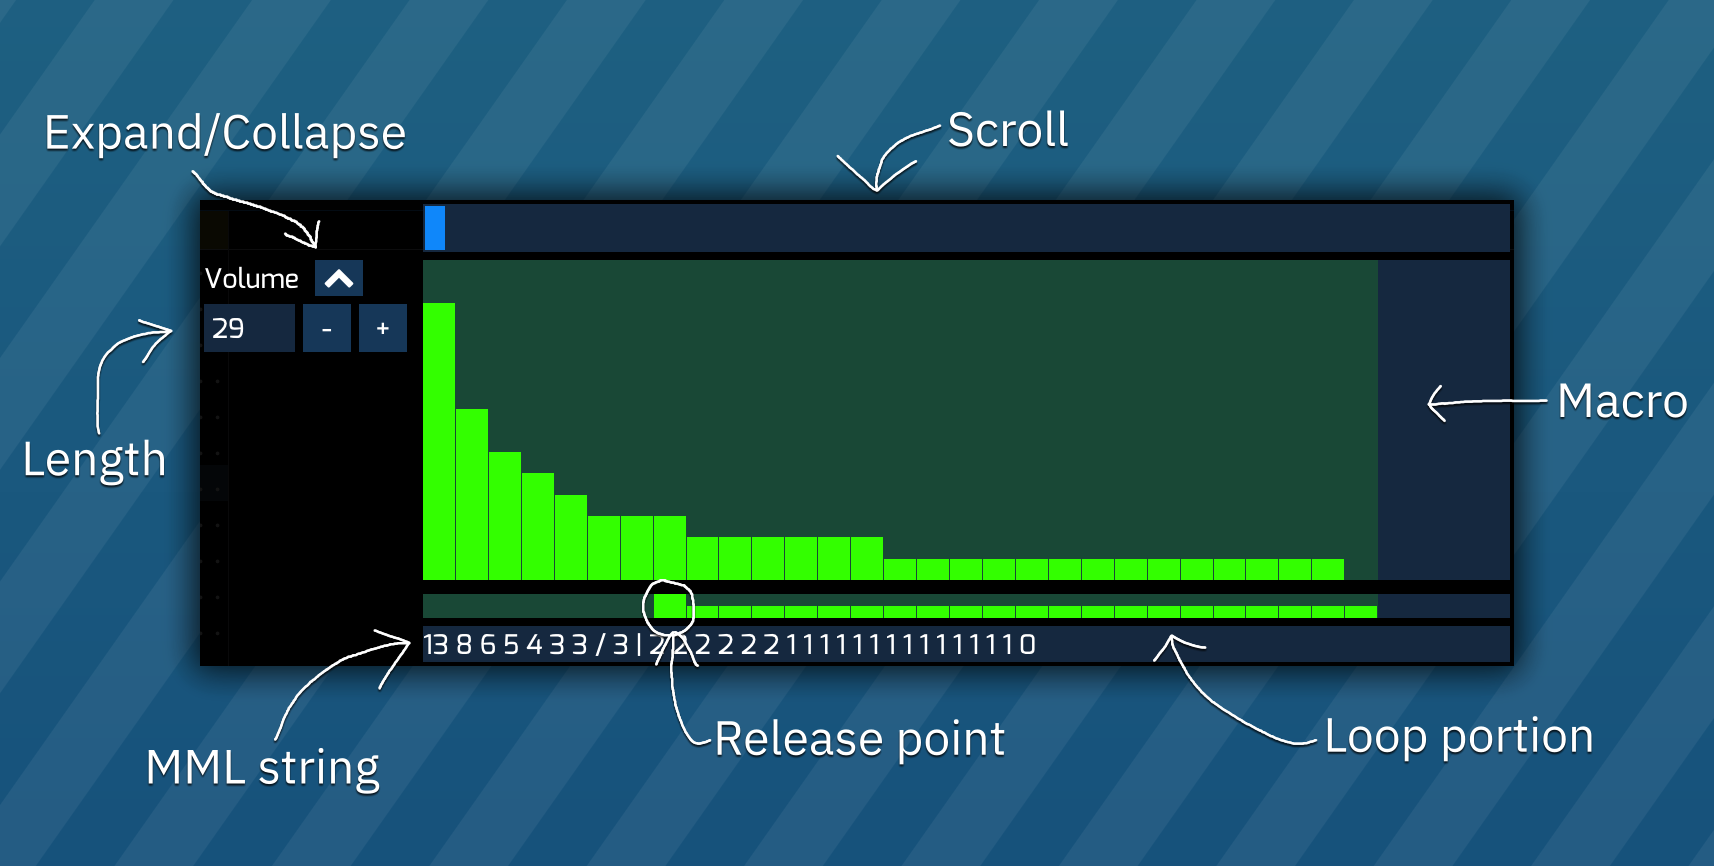 Expand/Collapse
Scroll
Volume
29 - +
Length
Macro
13 8 6 5 4 3 3 / 3 | 2 2 2 2 2 2 1 1 1 1 1 1 1 1 1 1 1 1 1 1 0
MML string
Release point
Loop portion